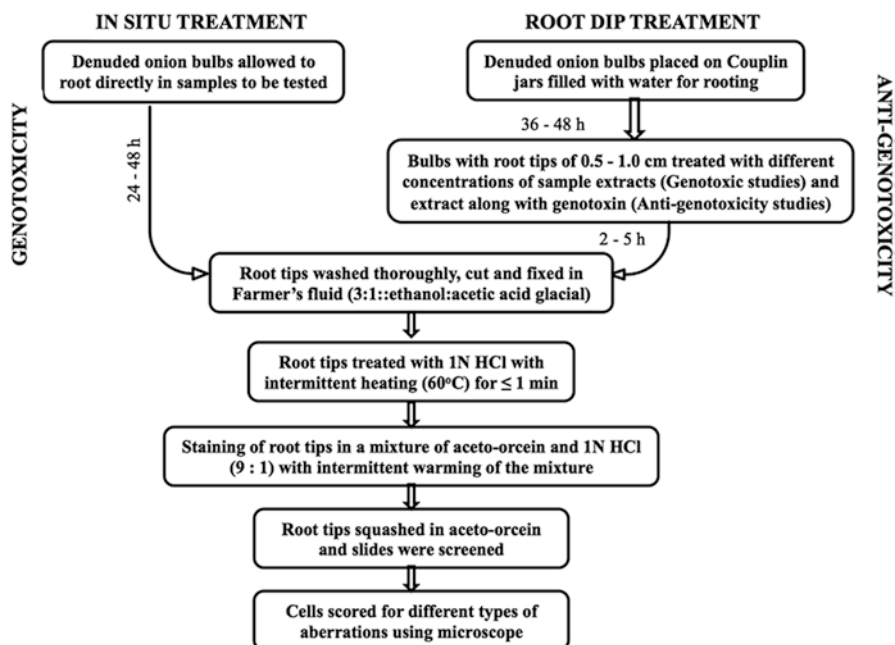 IN SITU TREATMENT
ROOT DIP TREATMENT
Denuded onion bulbs allowed to
root directly in samples to be tested
Denuded onion bulbs placed on Couplin
jars filled with water for rooting
GENOTOXICITY
24 - 48 h
36 - 48 h
ANTI-GENOTOXICITY
Bulbs with root tips of 0.5 - 1.0 cm treated with different
concentrations of sample extracts (Genotoxic studies) and
extract along with genotoxin (Anti-genotoxicity studies)
2 - 5 h
Root tips washed thoroughly, cut and fixed in
Farmer's fluid (3:1::ethanol:acetic acid glacial)
Root tips treated with 1N HCl with
intermittent heating (60°C) for ≤ 1 min
Staining of root tips in a mixture of aceto-orcein and 1N HCl
(9 : 1) with intermittent warming of the mixture
Root tips squashed in aceto-orcein
and slides were screened
Cells scored for different types of
aberrations using microscope